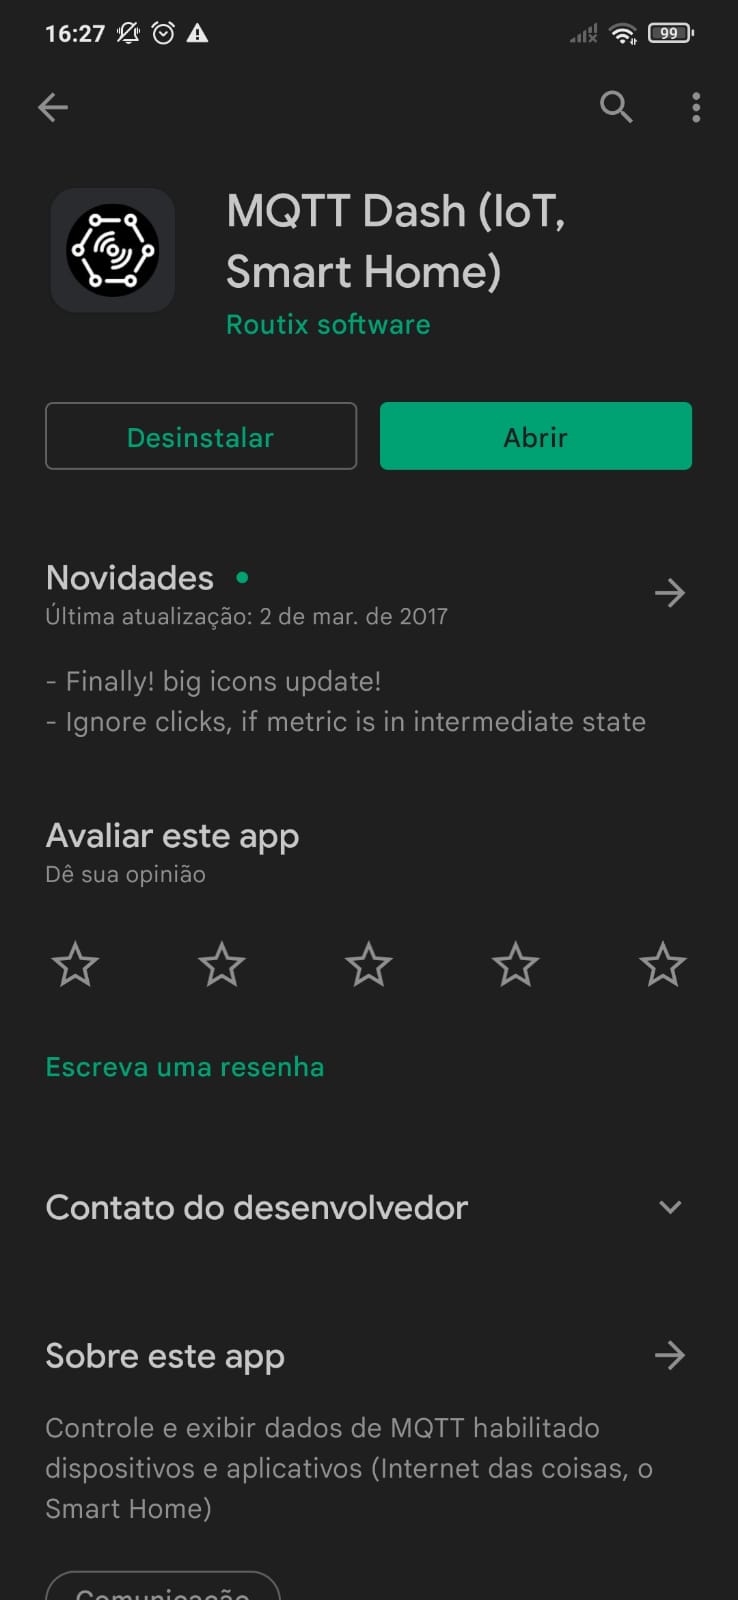 16:27
99
MQTT Dash (IoT,
Smart Home)
Routix software
Desinstalar
Abrir
Novidades
Última atualização: 2 de mar. de 2017
- Finally! big icons update!
- Ignore clicks, if metric is in intermediate state
Avaliar este app
Dê sua opinião
Escreva uma resenha
Contato do desenvolvedor
Sobre este app
Controle e exibir dados de MQTT habilitado
dispositivos e aplicativos (Internet das coisas, o
Smart Home)
Comunicação